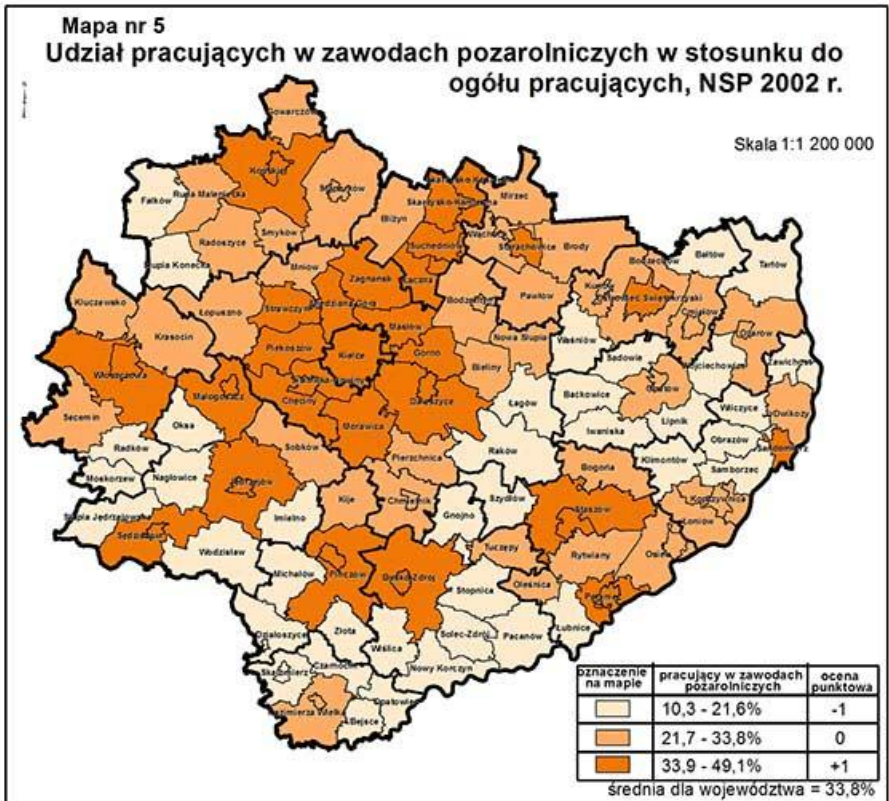 Mapa nr 5
Udział pracujących w zawodach pozarolniczych w stosunku do
ogółu pracujących, NSP 2002 r.
Skala 1:1 200 000
Gowarczów
Końskie
Fałków
Ruda Maleniecka
Radoszyce
Smyków
Słupia Konecka
Bliżyn
Skarżysko-Kamienna
Mirzec
Suchedniów
Wąchock
Starachowice
Brody
Bodzechów
Bałtów
Tarłów
Kunów
Ostrowiec Świętokrzyski
Ćmielów
Ożarów
Kluczewsko
Krasocin
Łopuszno
Mniów
Zagnańsk
Łączna
Strawczyn
Miedziana Góra
Masłów
Bodzentyn
Pawłów
Nowa Słupia
Waśniów
Sadowie
Wojciechowice
Zawichost
Włoszczowa
Piekoszów
Kielce
Górno
Bieliny
Małogoszcz
Chęciny
Morawica
Daleszyce
Łagów
Baćkowice
Opatów
Wilczyce
Dwikozy
Lipnik
Iwaniska
Obrazów
Sandomierz
Secemin
Oksa
Radków
Sobków
Pierzchnica
Raków
Klimontów
Samborzec
Moskorzew
Nagłowice
Bogoria
Koprzywnica
Łoniów
Imielno
Kije
Chmielnik
Gnojno
Szydłów
Staszów
Słupia Jędrzejowska
Sędziszów
Wodzisław
Michałów
Pińczów
Busko-Zdrój
Tuczępy
Rytwiany
Osiek
Stopnica
Oleśnica
Połaniec
Łubnice
Działoszyce
Złota
Wiślica
Solec-Zdrój
Pacanów
Skalbmierz
Czarnocin
Nowy Korczyn
Kazimierza Wielka
Opatowiec
Bejsce
oznaczenie na mapie
pracujący w zawodach pozarolniczych
ocena punktowa
10,3 - 21,6%
-1
21,7 - 33,8%
0
33,9 - 49,1%
+1
średnia dla województwa = 33,8%